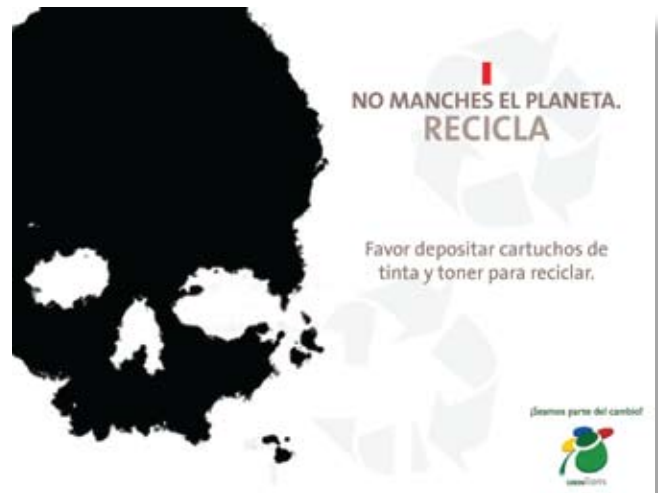 NO MANCHES EL PLANETA.
RECICLA
Favor depositar cartuchos de
tinta y toner para reciclar.
¡Seamos parte del cambio!